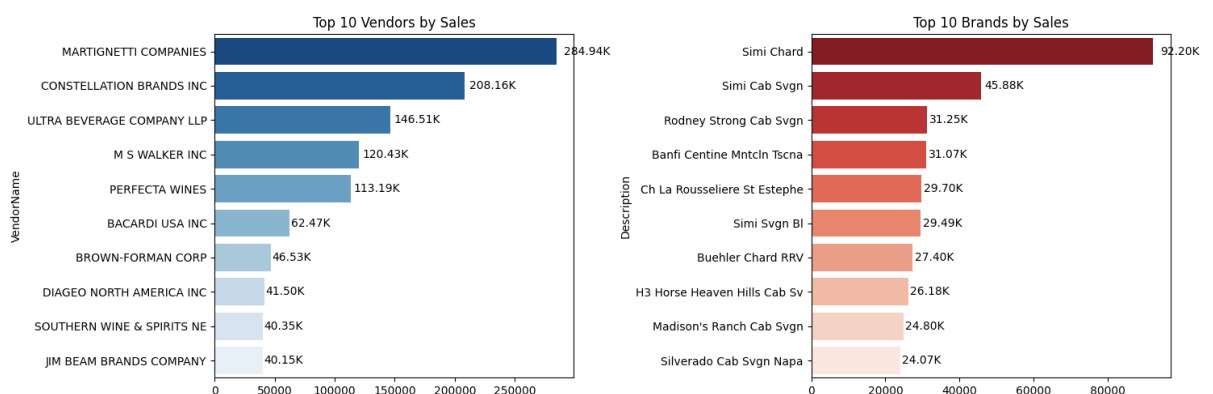 Top 10 Vendors by Sales
VendorName
MARTIGNETTI COMPANIES 284.94K
CONSTELLATION BRANDS INC 208.16K
ULTRA BEVERAGE COMPANY LLP 146.51K
M S WALKER INC 120.43K
PERFECTA WINES 113.19K
BACARDI USA INC 62.47K
BROWN-FORMAN CORP 46.53K
DIAGEO NORTH AMERICA INC 41.50K
SOUTHERN WINE & SPIRITS NE 40.35K
JIM BEAM BRANDS COMPANY 40.15K
0 50000 100000 150000 200000 250000
Top 10 Brands by Sales
Description
Simi Chard 92.20K
Simi Cab Svgn 45.88K
Rodney Strong Cab Svgn 31.25K
Banfi Centine Mntcln Tscna 31.07K
Ch La Rousseliere St Estephe 29.70K
Simi Svgn Bl 29.49K
Buehler Chard RRV 27.40K
H3 Horse Heaven Hills Cab Sv 26.18K
Madison's Ranch Cab Svgn 24.80K
Silverado Cab Svgn Napa 24.07K
0 20000 40000 60000 80000